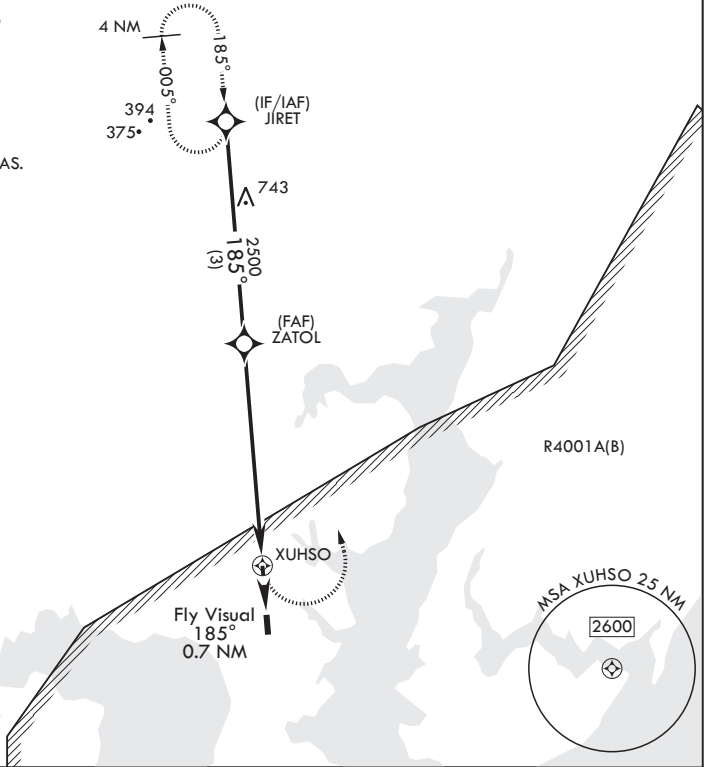 4 NM
185°
005°
(IF/IAF)
JIRET
394
375
AS.
743
2500
185°
(3)
(FAF)
ZATOL
R4001A(B)
XUHSO
MSA XUHSO 25 NM
2600
Fly Visual
185°
0.7 NM